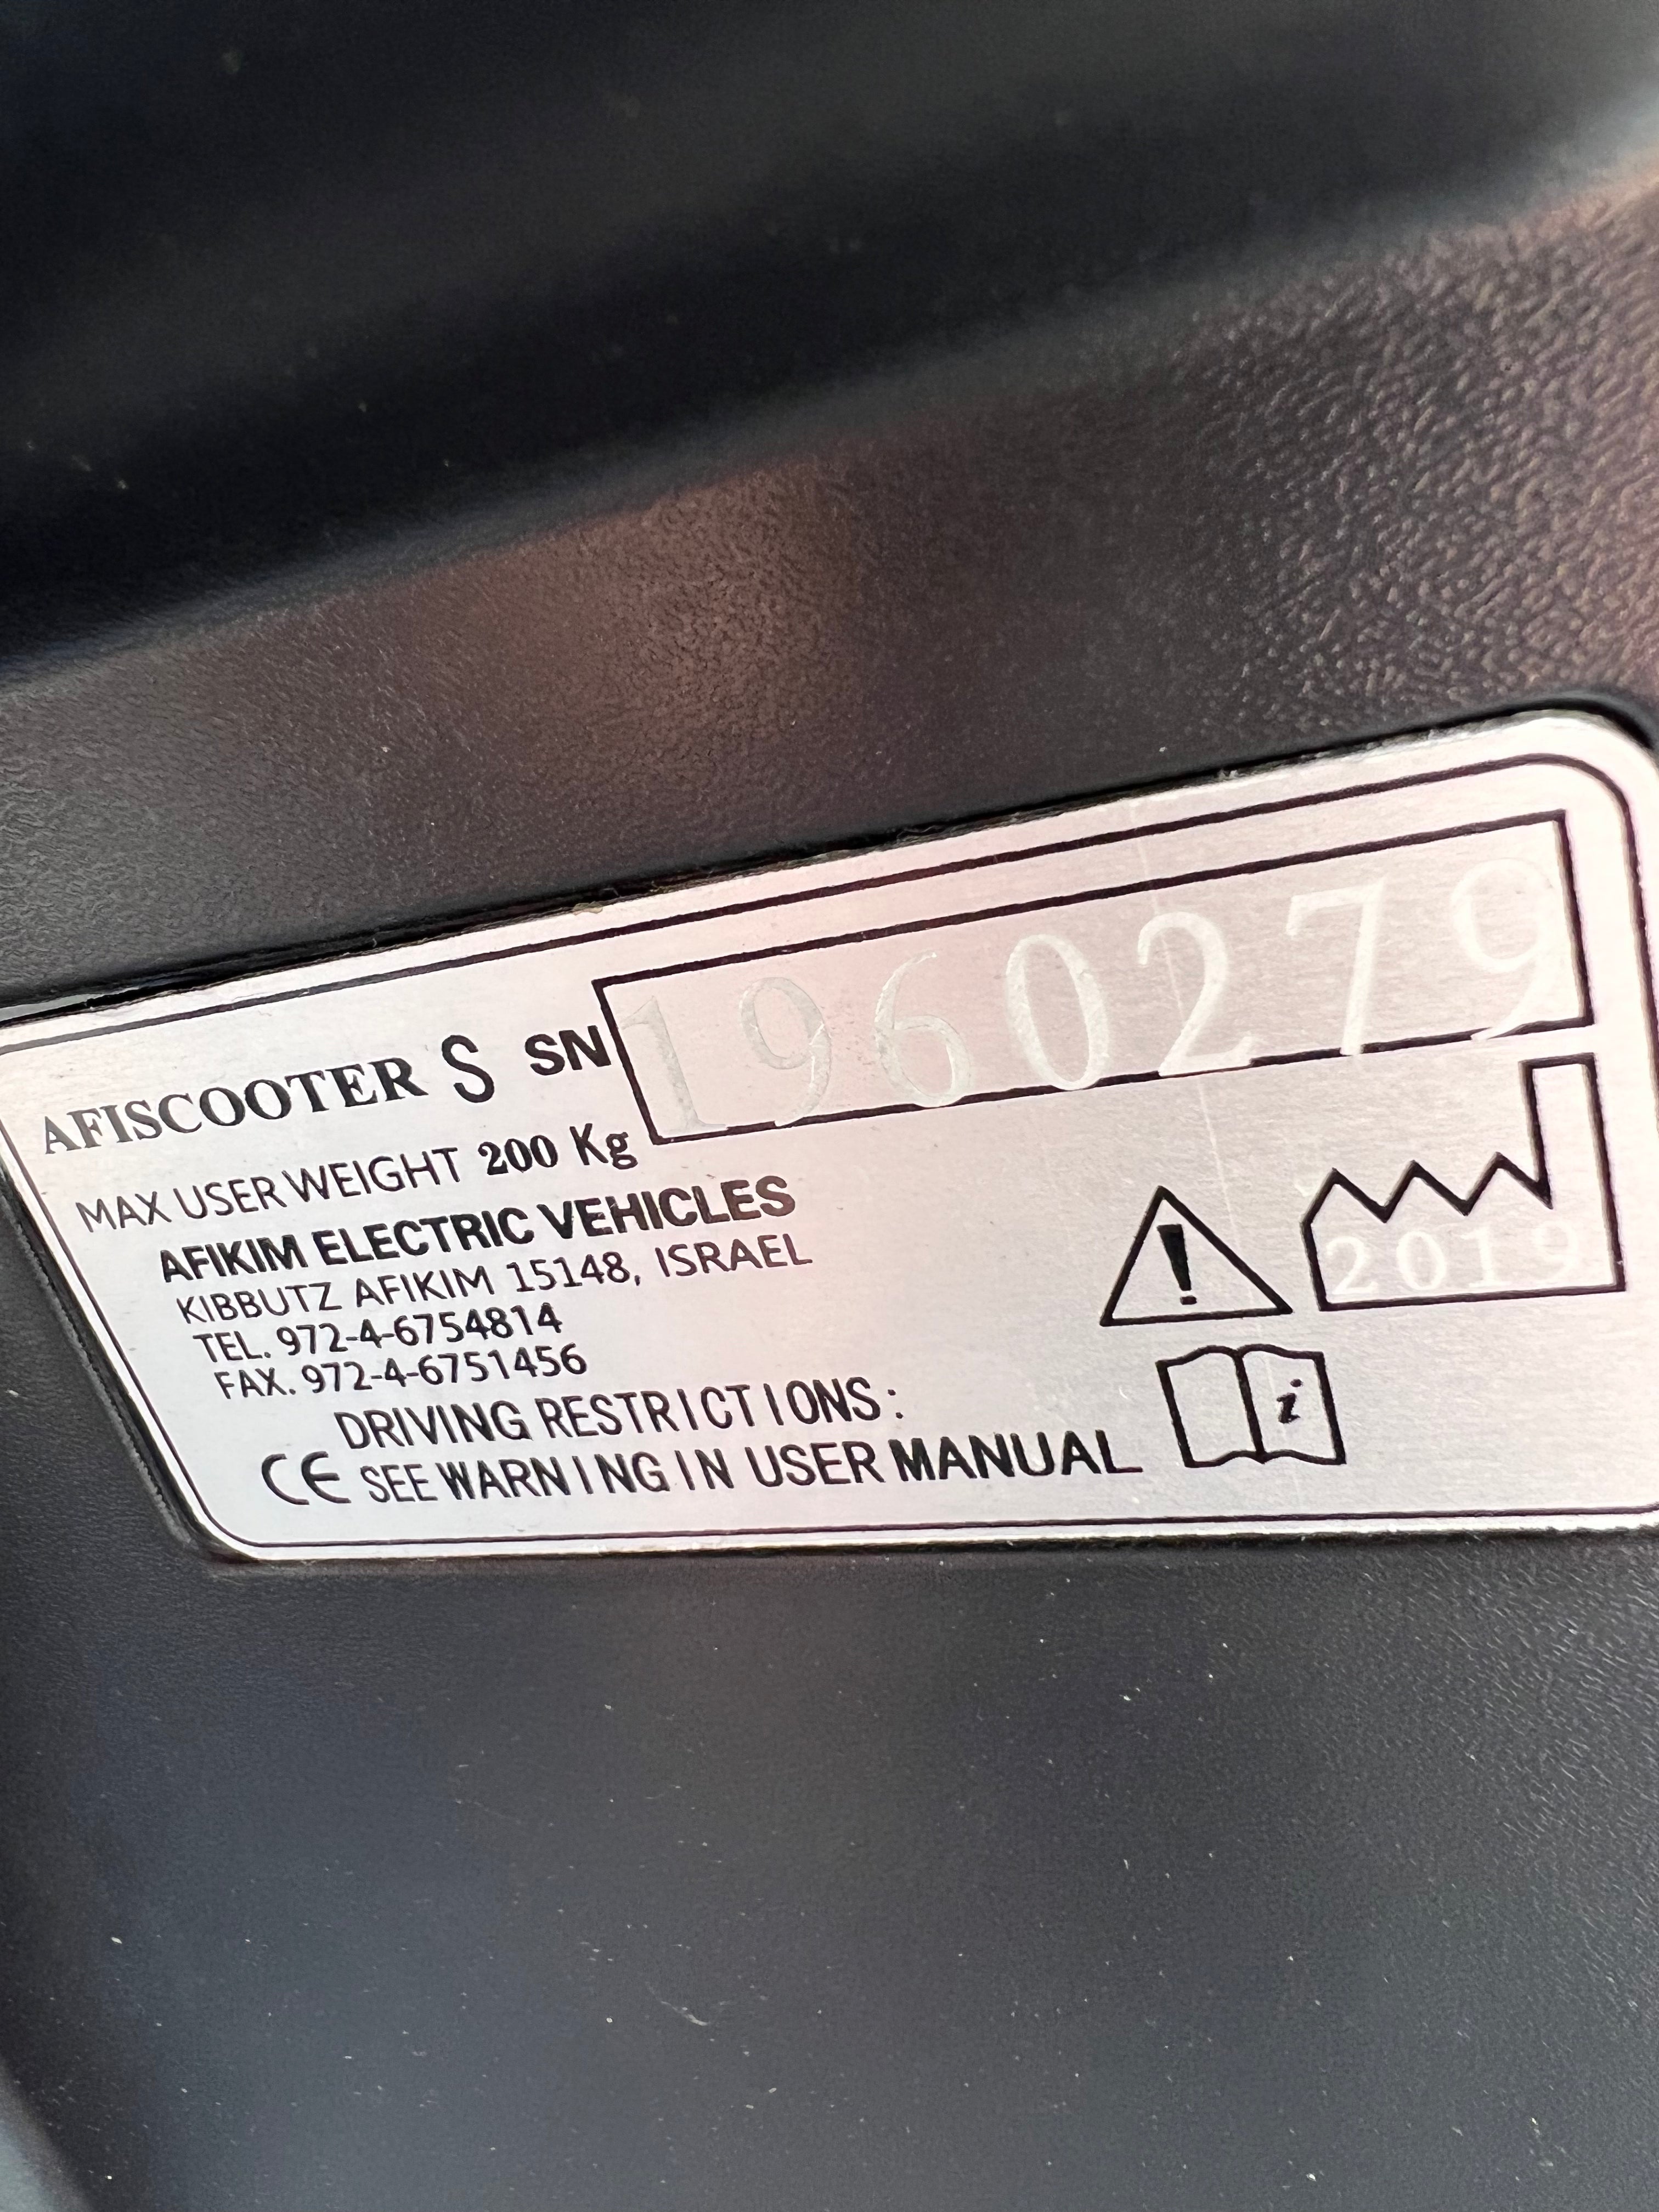 AFISCOOTER S SN 1960279
MAX USER WEIGHT 200 Kg
AFIKIM ELECTRIC VEHICLES
KIBBUTZ AFIKIM 15148, ISRAEL
TEL. 972-4-6754814
FAX. 972-4-6751456
2019
DRIVING RESTRICTIONS:
CE SEE WARNING IN USER MANUAL
i